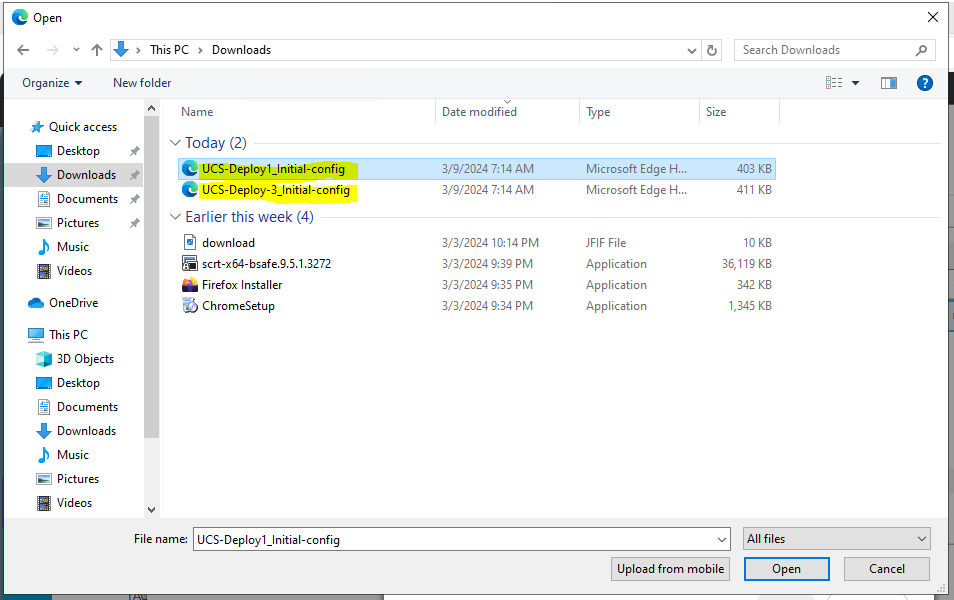 Open
This PC > Downloads
Search Downloads
Organize
New folder
?
Name
Date modified
Type
Size
Quick access
Desktop
Downloads
Documents
Pictures
Music
Videos
OneDrive
This PC
3D Objects
Desktop
Documents
Downloads
Music
Pictures
Videos
Today (2)
UCS-Deploy1_Initial-config 3/9/2024 7:14 AM Microsoft Edge H... 403 KB
UCS-Deploy-3_Initial-config 3/9/2024 7:14 AM Microsoft Edge H... 411 KB
Earlier this week (4)
download 3/3/2024 10:14 PM JFIF File 10 KB
scrt-x64-bsafe.9.5.1.3272 3/3/2024 9:39 PM Application 36,119 KB
Firefox Installer 3/3/2024 9:35 PM Application 342 KB
ChromeSetup 3/3/2024 9:34 PM Application 1,345 KB
File name: UCS-Deploy1_Initial-config
All files
Upload from mobile
Open
Cancel